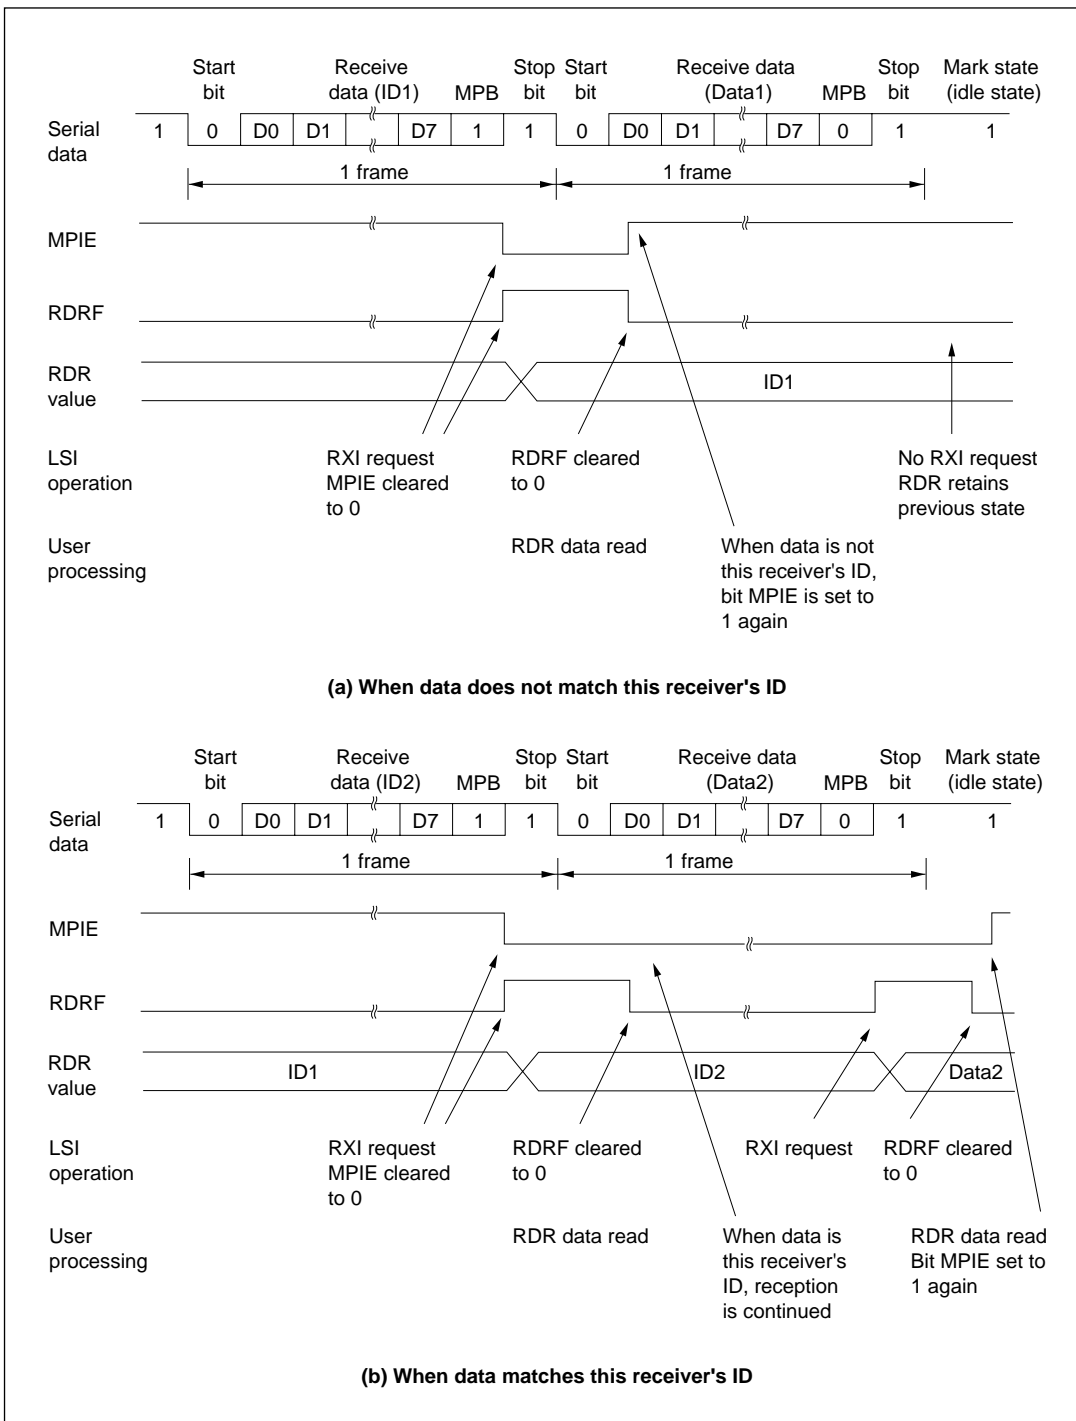 Start bit Receive data (ID1) MPB Stop bit Start bit Receive data (Data1) MPB Stop bit Mark state (idle state)
Serial data 1 0 D0 D1 D7 1 1 0 D0 D1 D7 0 1 1
1 frame 1 frame
MPIE
RDRF
RDR value ID1
LSI operation
RXI request
MPIE cleared
to 0
RDRF cleared
to 0
No RXI request
RDR retains
previous state
User processing
RDR data read
When data is not
this receiver's ID,
bit MPIE is set to
1 again
(a) When data does not match this receiver's ID
Start bit Receive data (ID2) MPB Stop bit Start bit Receive data (Data2) MPB Stop bit Mark state (idle state)
Serial data 1 0 D0 D1 D7 1 1 0 D0 D1 D7 0 1 1
1 frame 1 frame
MPIE
RDRF
RDR value ID1 ID2 Data2
LSI operation
RXI request
MPIE cleared
to 0
RDRF cleared
to 0
RXI request
RDRF cleared
to 0
User processing
RDR data read
When data is
this receiver's
ID, reception
is continued
RDR data read
Bit MPIE set to
1 again
(b) When data matches this receiver's ID